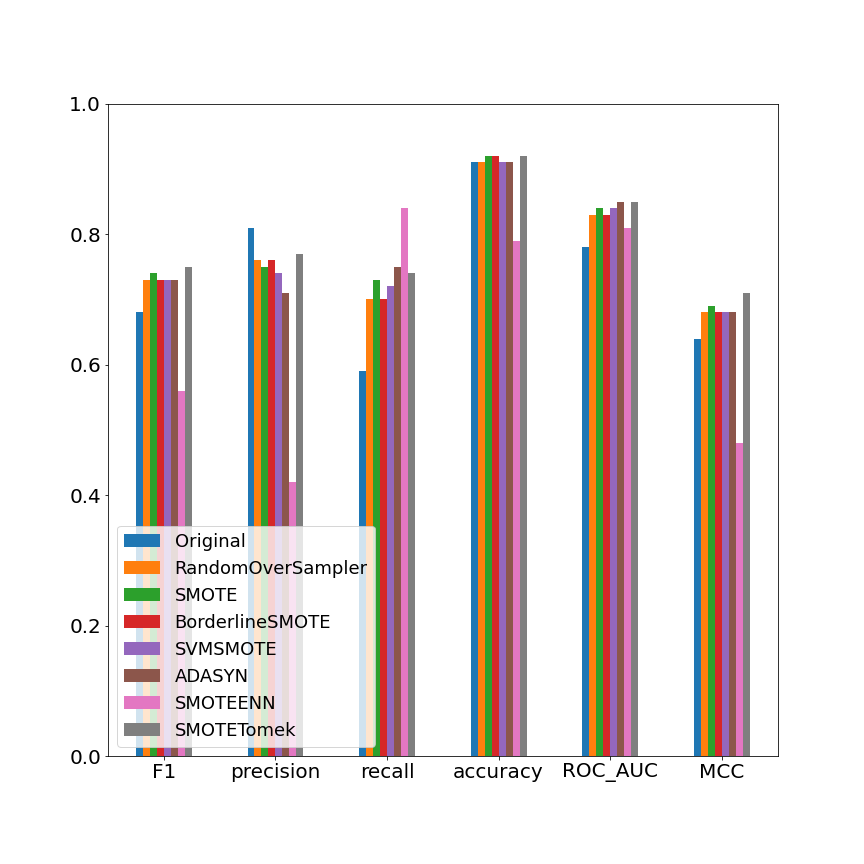 1.0
0.8
0.6
0.4
0.2
0.0
Original
RandomOverSampler
SMOTE
BorderlineSMOTE
SVMSMOTE
ADASYN
SMOTEENN
SMOTETomek
F1 precision recall accuracy ROC_AUC MCC